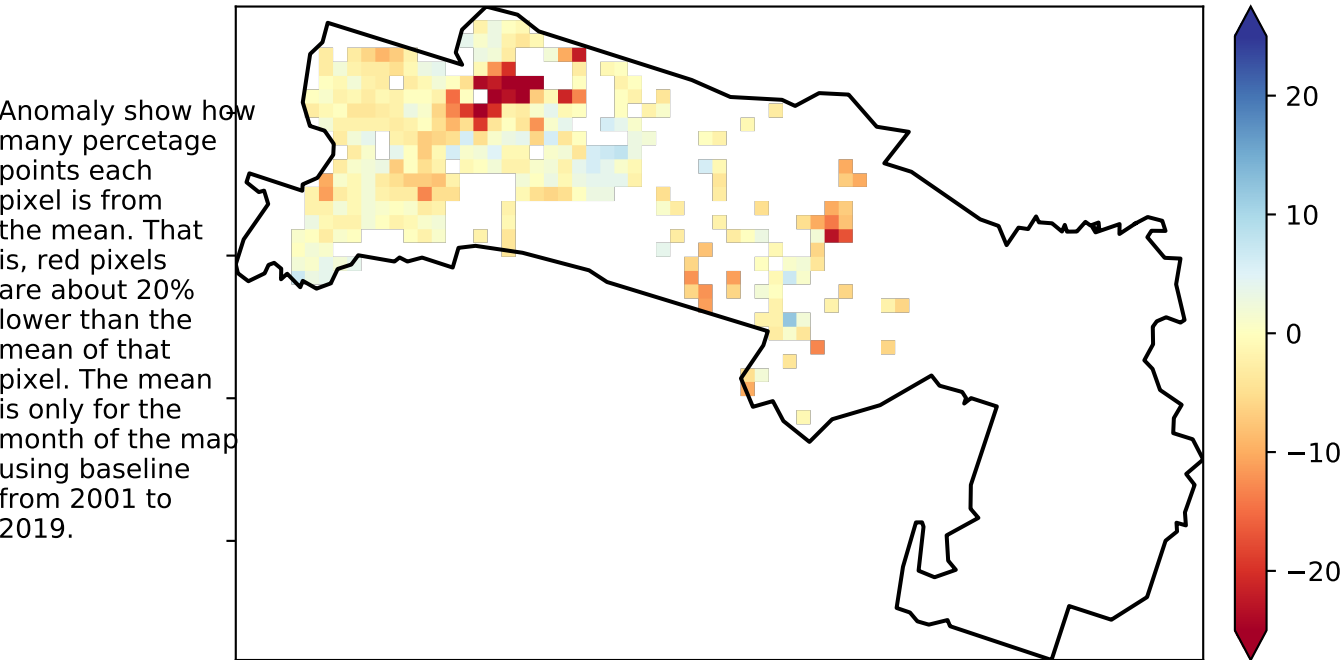 Anomaly show how
many percetage
points each
pixel is from
the mean. That
is, red pixels
are about 20%
lower than the
mean of that
pixel. The mean
is only for the
month of the map
using baseline
from 2001 to
2019.
20
10
0
−10
−20